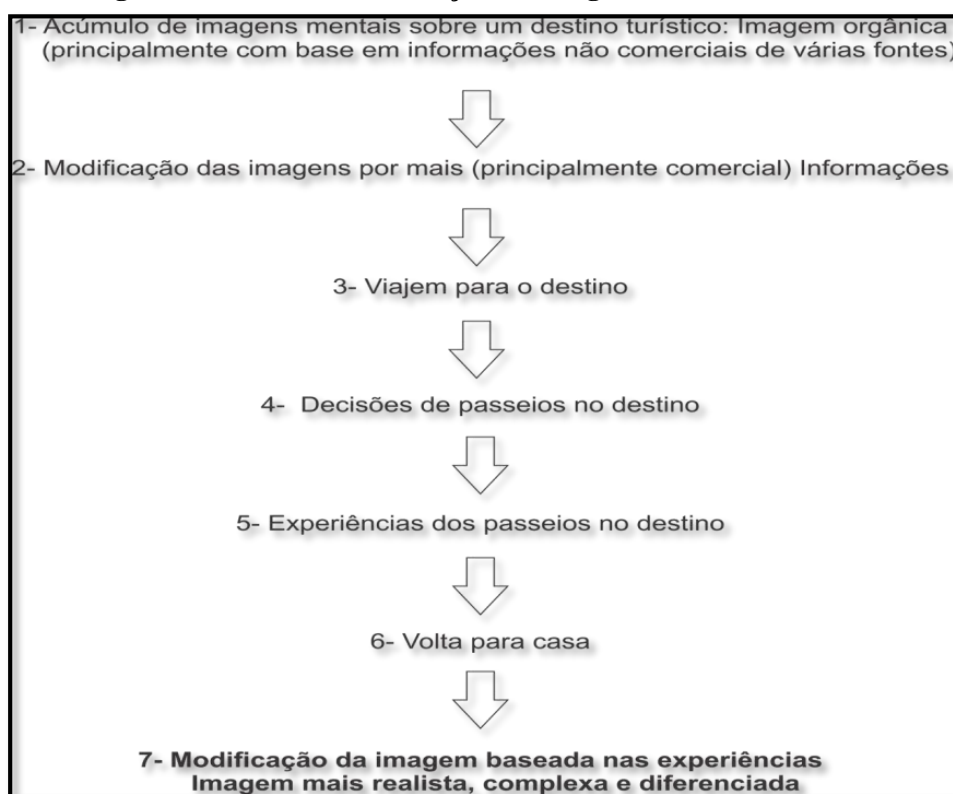 1- Acúmulo de imagens mentais sobre um destino turístico: Imagem orgânica
(principalmente com base em informações não comerciais de várias fontes)
2- Modificação das imagens por mais (principalmente comercial) Informações
3- Viajem para o destino
4- Decisões de passeios no destino
5- Experiências dos passeios no destino
6- Volta para casa
7- Modificação da imagem baseada nas experiências
Imagem mais realista, complexa e diferenciada